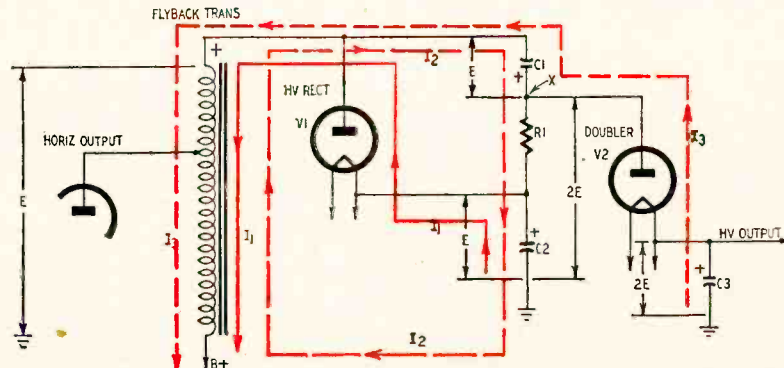 FLYBACK TRANS
+
I2
E
C1
+
X
HV RECT
V1
R1
DOUBLER
V2
I3
HORIZ OUTPUT
2E
E
I3
I1
I1
E
+
C2
HV OUTPUT
+
C3
2E
I2
B+